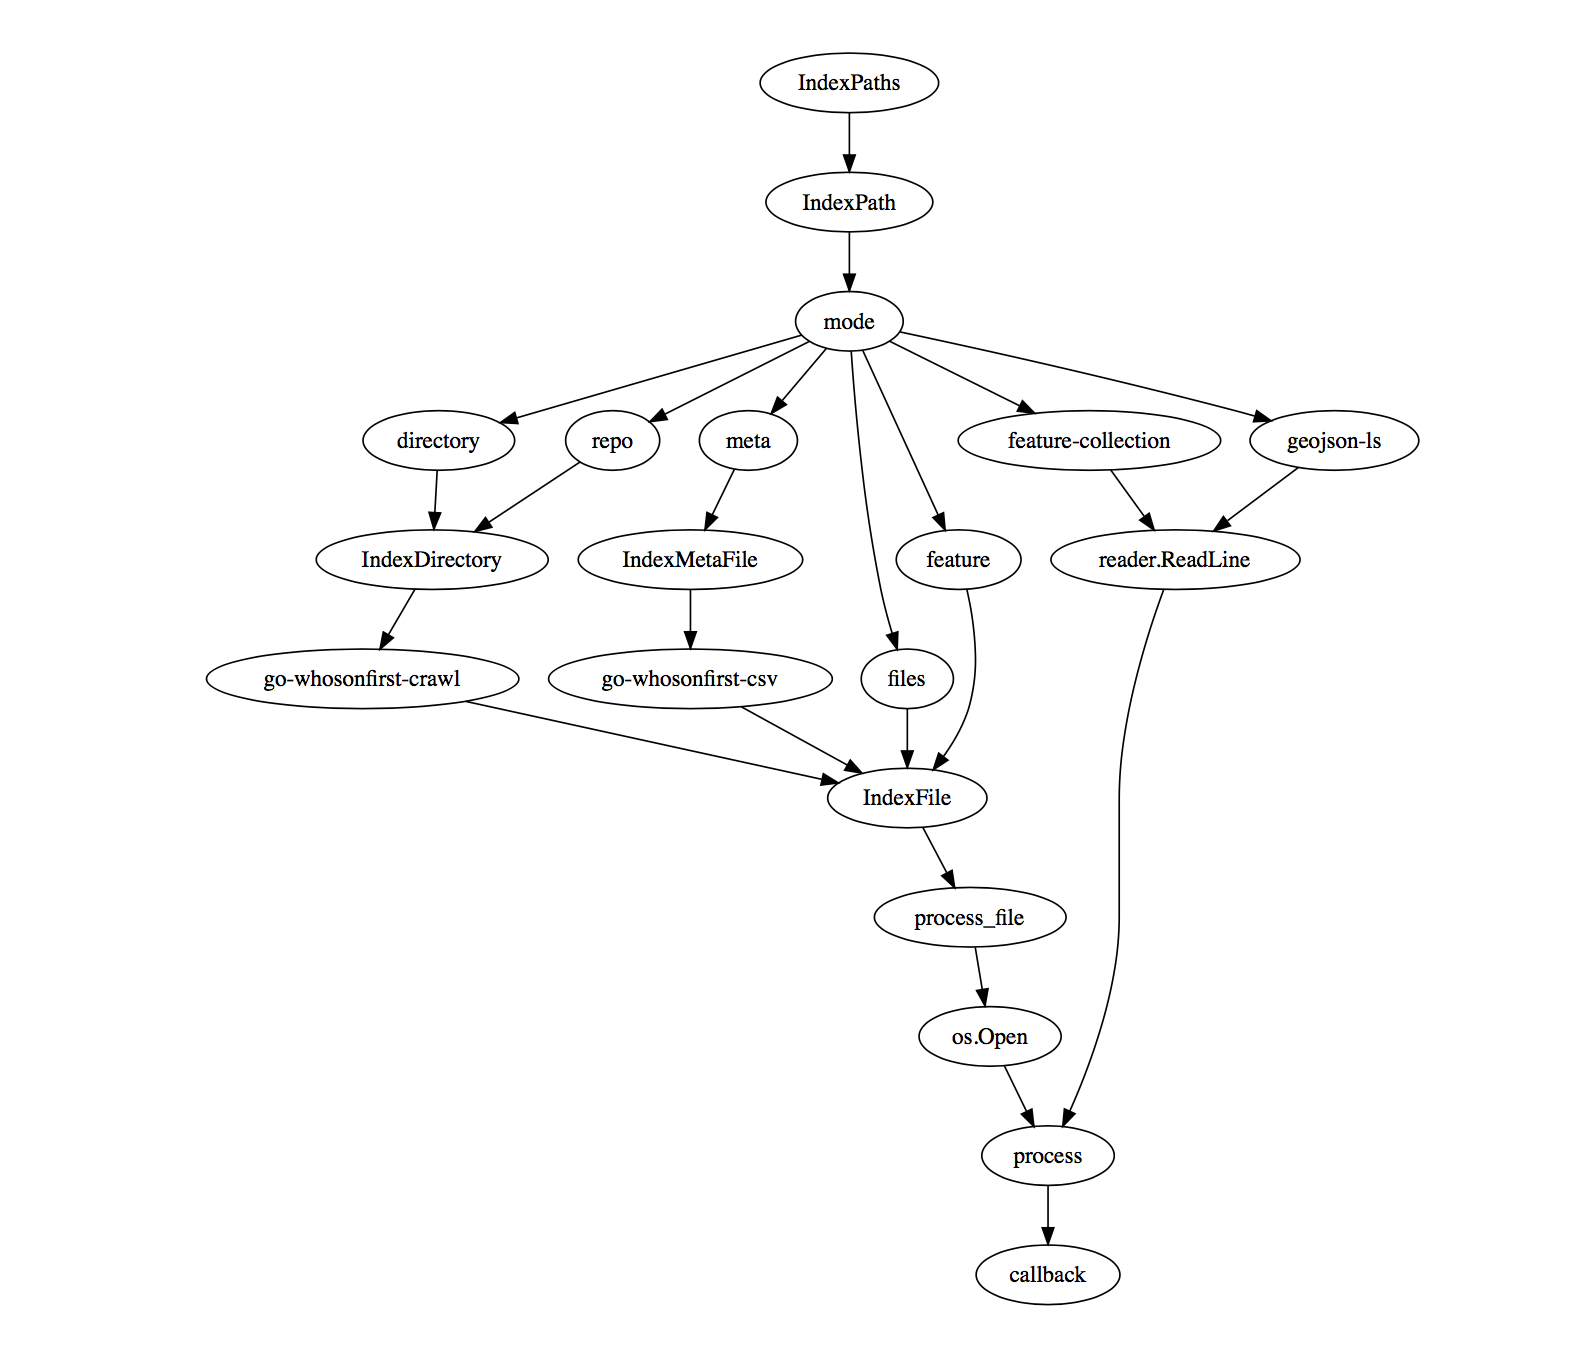 IndexPaths
IndexPath
mode
directory
repo
meta
feature-collection
geojson-ls
IndexDirectory
IndexMetaFile
feature
reader.ReadLine
go-whosonfirst-crawl
go-whosonfirst-csv
files
IndexFile
process_file
os.Open
process
callback